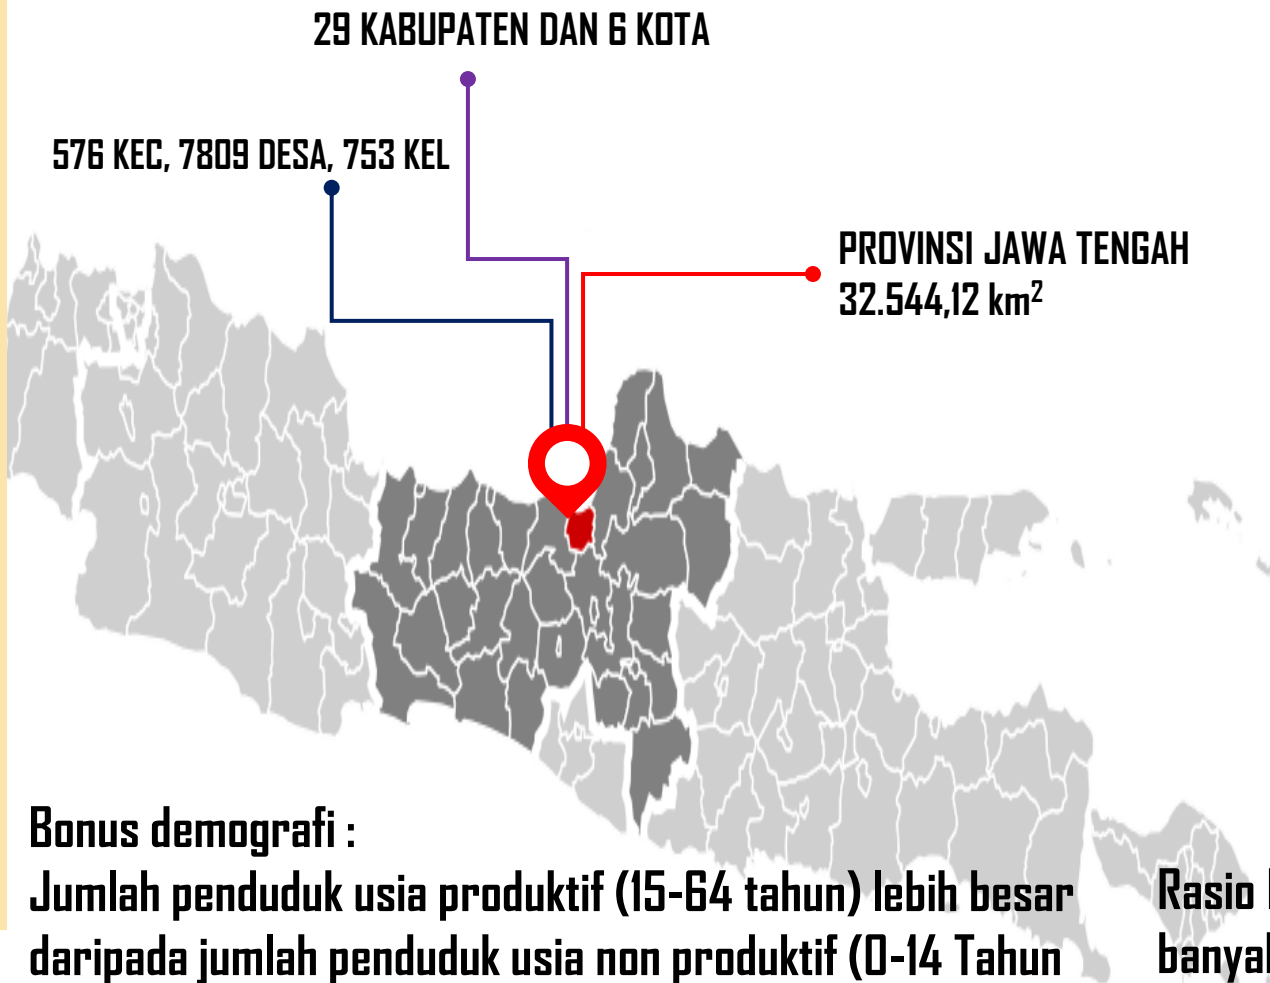 29 KABUPATEN DAN 6 KOTA
576 KEC, 7809 DESA, 753 KEL
PROVINSI JAWA TENGAH
32.544,12 km²
Bonus demografi :
Jumlah penduduk usia produktif (15-64 tahun) lebih besar
daripada jumlah penduduk usia non produktif (0-14 Tahun
Rasio